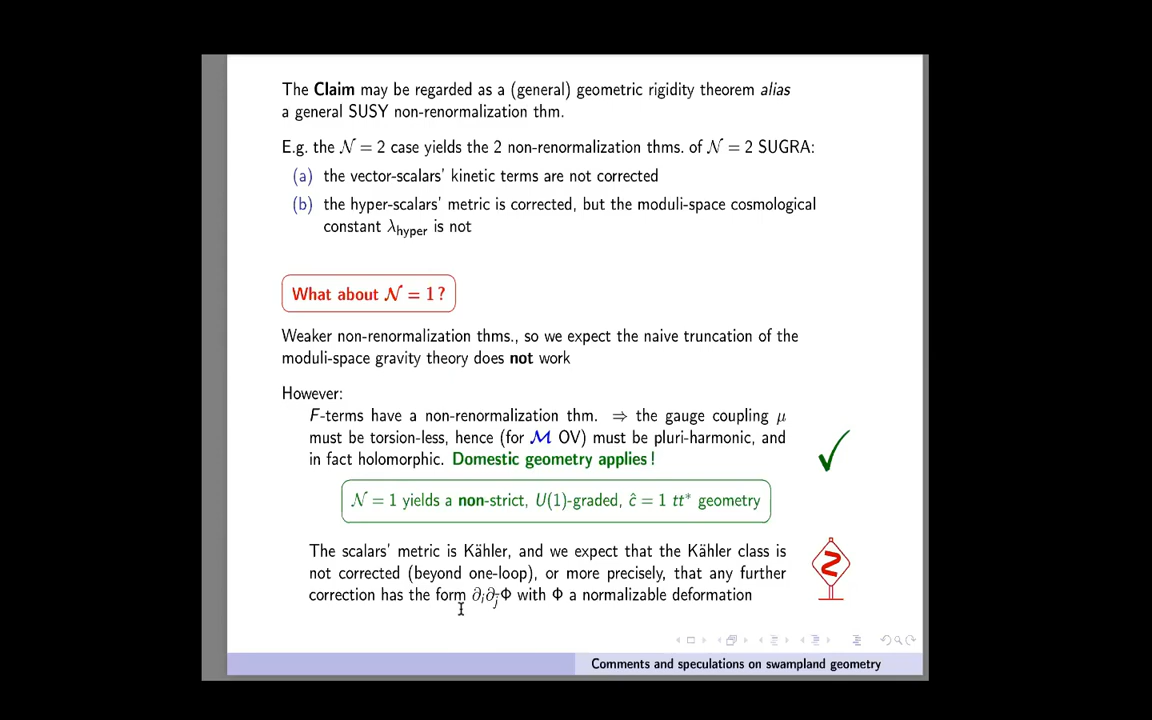 The Claim may be regarded as a (general) geometric rigidity theorem alias
a general SUSY non-renormalization thm.
E.g. the 𝒩 = 2 case yields the 2 non-renormalization thms. of 𝒩 = 2 SUGRA:
(a) the vector-scalars' kinetic terms are not corrected
(b) the hyper-scalars' metric is corrected, but the moduli-space cosmological
constant λ_hyper is not
What about 𝒩 = 1?
Weaker non-renormalization thms., so we expect the naive truncation of the
moduli-space gravity theory does not work
However:
F-terms have a non-renormalization thm. ⇒ the gauge coupling μ
must be torsion-less, hence (for ℳ OV) must be pluri-harmonic, and
in fact holomorphic. Domestic geometry applies!
𝒩 = 1 yields a non-strict, U(1)-graded, ĉ = 1 tt* geometry
The scalars' metric is Kähler, and we expect that the Kähler class is
not corrected (beyond one-loop), or more precisely, that any further
correction has the form ∂_i∂_j̄Φ with Φ a normalizable deformation
Comments and speculations on swampland geometry